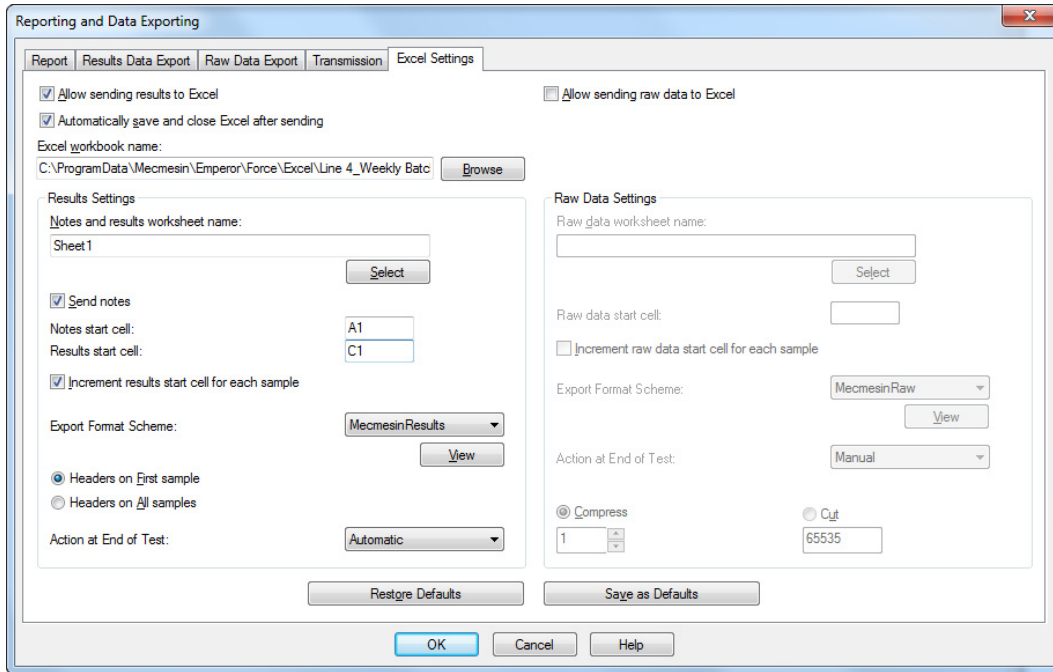 Reporting and Data Exporting
Report Results Data Export Raw Data Export Transmission Excel Settings
Allow sending results to Excel
Allow sending raw data to Excel
Automatically save and close Excel after sending
Excel workbook name:
C:\ProgramData\Mecmesin\Emperor\Force\Excel\Line 4_Weekly Batc
Browse
Results Settings
Notes and results worksheet name:
Sheet1
Select
Send notes
Notes start cell: A1
Results start cell: C1
Increment results start cell for each sample
Export Format Scheme: MecmesinResults
View
Headers on First sample
Headers on All samples
Action at End of Test: Automatic
Raw Data Settings
Raw data worksheet name:
Select
Raw data start cell:
Increment raw data start cell for each sample
Export Format Scheme: MecmesinRaw
View
Action at End of Test: Manual
Compress Cut
1 65535
Restore Defaults Save as Defaults
OK Cancel Help